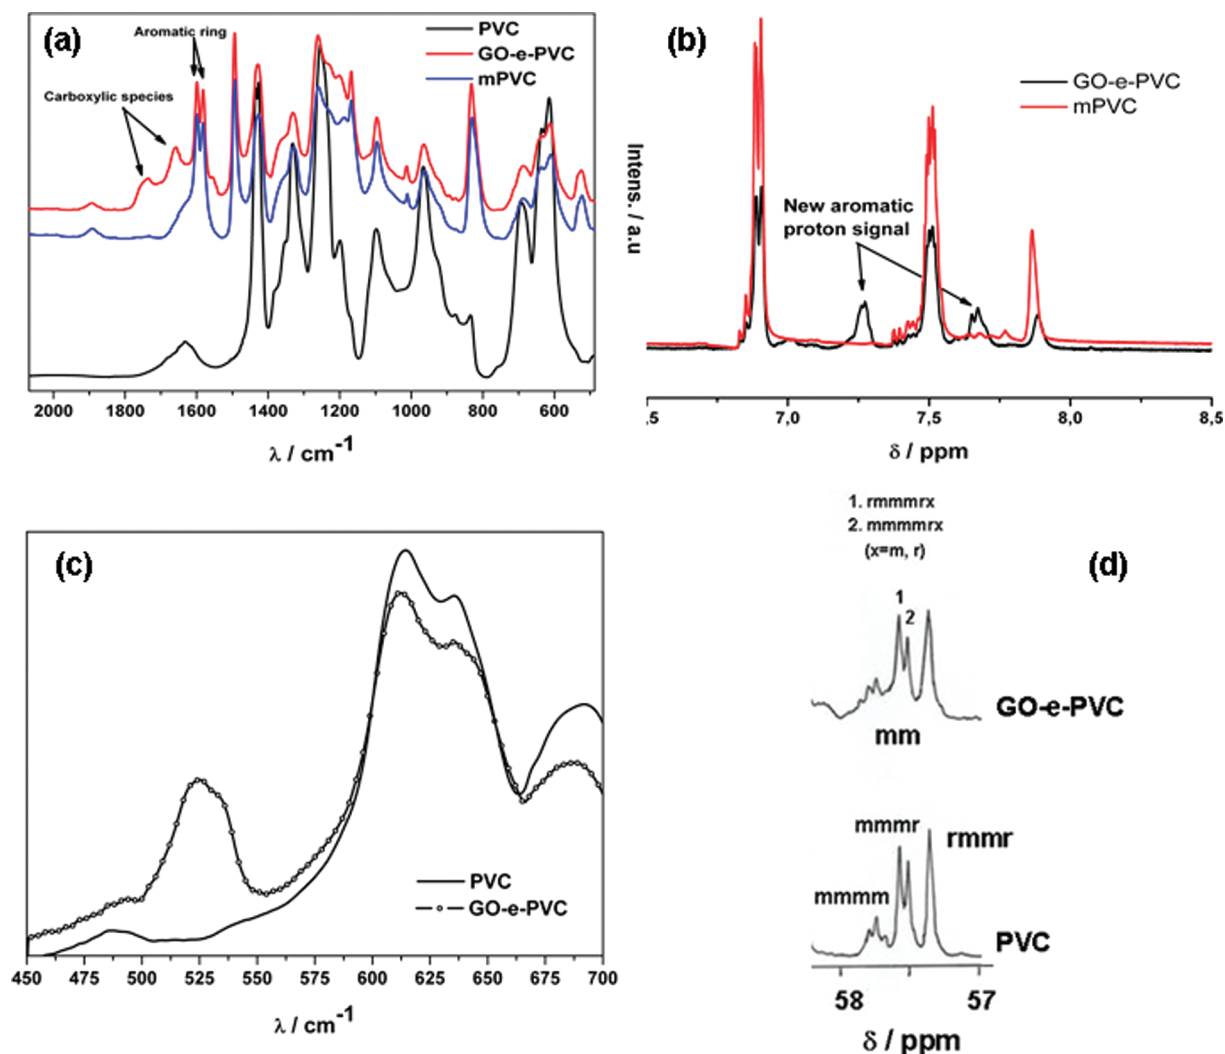 (a)
Aromatic ring
Carboxylic species
PVC
GO-e-PVC
mPVC
2000 1800 1600 1400 1200 1000 800 600
λ / cm-1
(b)
GO-e-PVC
mPVC
Intens. / a.u
New aromatic
proton signal
,5 7,0 7,5 8,0 8,5
δ / ppm
(c)
PVC
GO-e-PVC
450 475 500 525 550 575 600 625 650 675 700
λ / cm-1
1. rmmmrx
2. mmmmrx
(x=m, r)
(d)
1
2
GO-e-PVC
mm
mmmr
rmmr
mmmm
PVC
58 57
δ / ppm